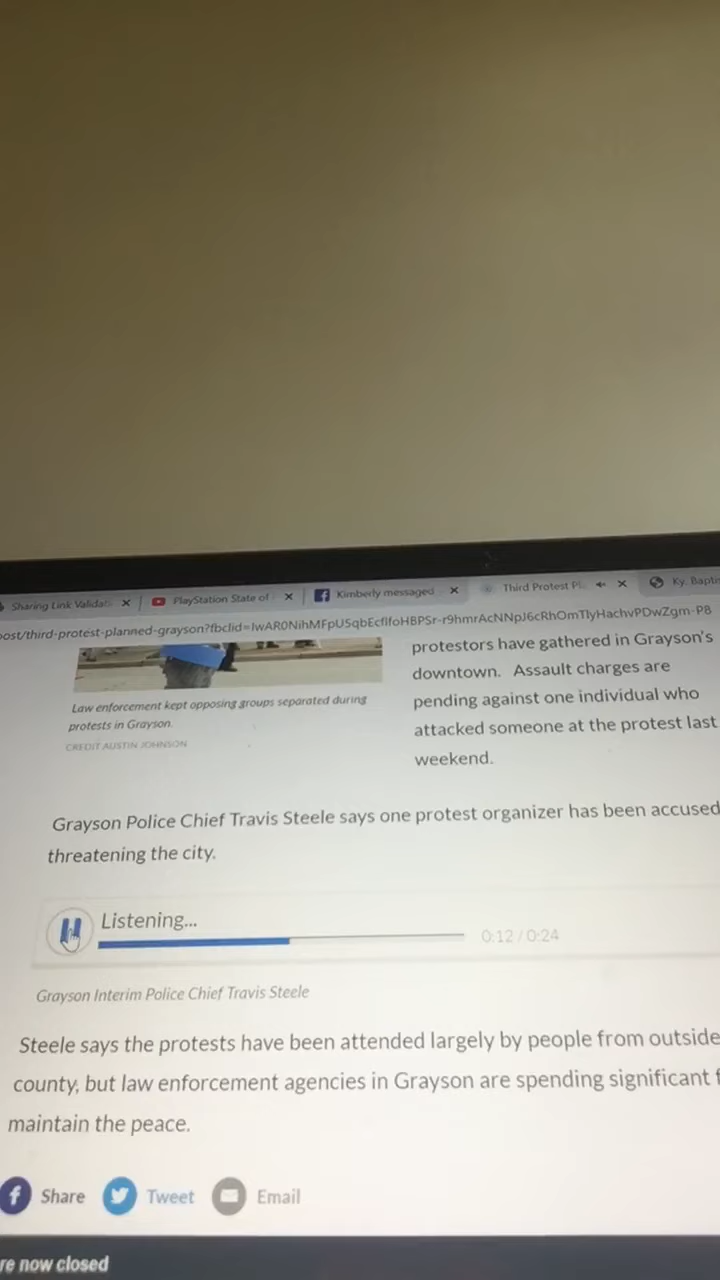 Sharing Link Validat
PlayStation State of
Kimberly messaged
Third Protest Pl
Ky. Baptis
post/third-protest-planned-grayson?fbclid=IwAR0NihMFpU5qbEcflfoHBPSr-r9hmrAcNNpJ6cRhOmTlyHachvPDwZgm-P8
protestors have gathered in Grayson's
downtown. Assault charges are
pending against one individual who
attacked someone at the protest last
weekend.
Law enforcement kept opposing groups separated during
protests in Grayson.
CREDIT AUSTIN JOHNSON
Grayson Police Chief Travis Steele says one protest organizer has been accused
threatening the city.
Listening...
0:12 / 0:24
Grayson Interim Police Chief Travis Steele
Steele says the protests have been attended largely by people from outside
county, but law enforcement agencies in Grayson are spending significant f
maintain the peace.
Share
Tweet
Email
re now closed